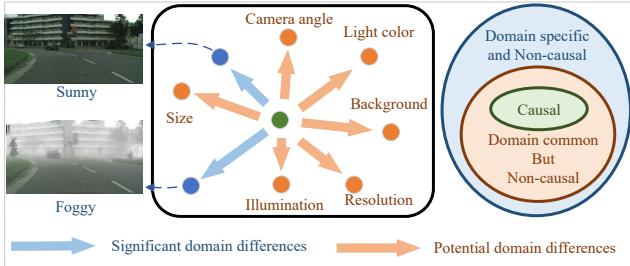 Camera angle
Light color
Domain specific
and Non-causal
Sunny
Background
Size
Causal
Domain common
But
Non-causal
Foggy
Illumination
Resolution
Significant domain differences
Potential domain differences